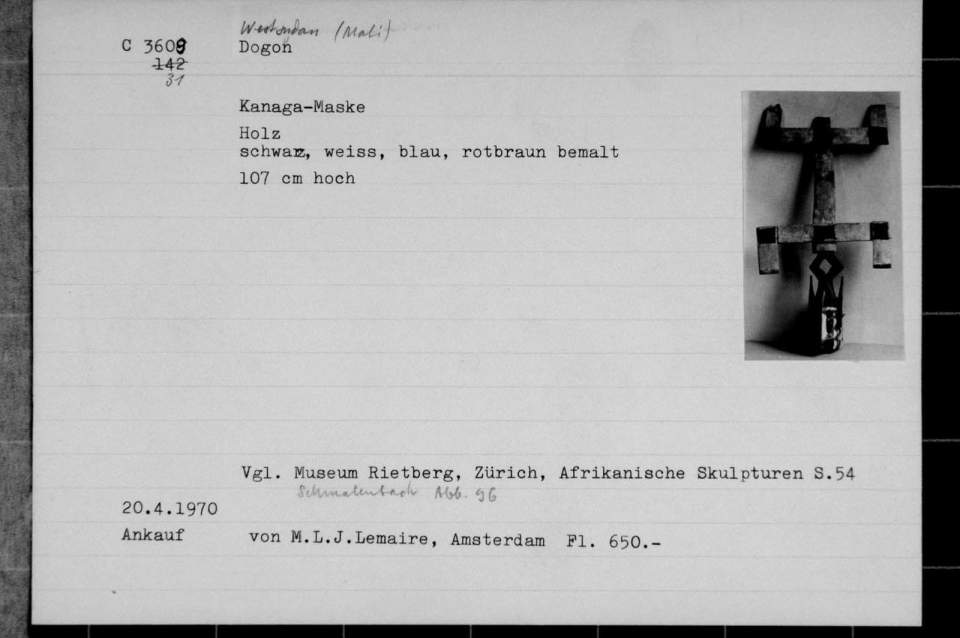 Westsudan (Mali)
C 3609 Dogon
142
31
Kanaga-Maske
Holz
schwarz, weiss, blau, rotbraun bemalt
107 cm hoch
Vgl. Museum Rietberg, Zürich, Afrikanische Skulpturen S.54
Schmalenbach Abb. 96
20.4.1970
Ankauf von M.L.J.Lemaire, Amsterdam Fl. 650.-